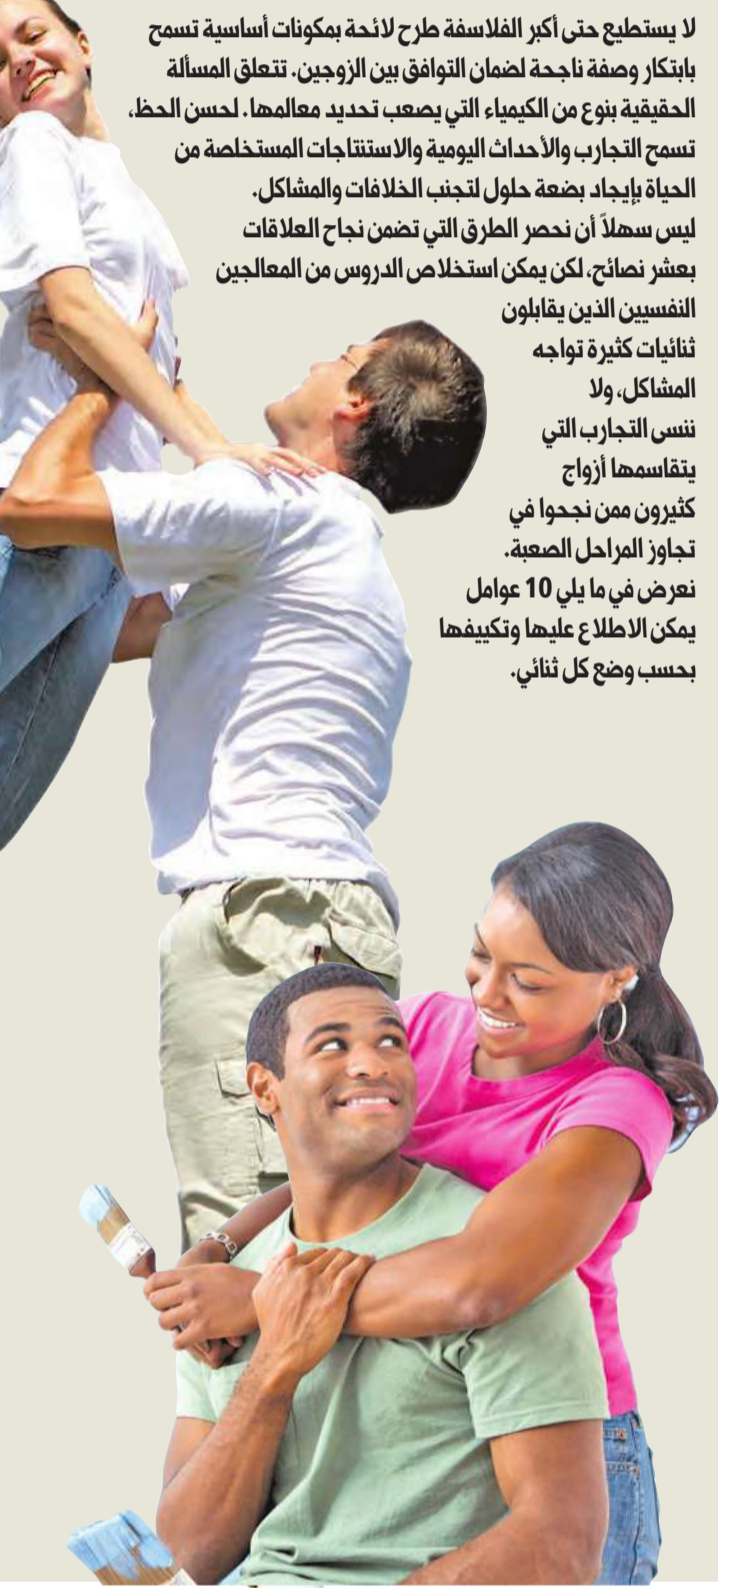 لا يستطيع حتى أكبر الفلاسفة طرح لائحة بمكونات أساسية تسمح
بابتكار وصفة ناجحة لضمان التوافق بين الزوجين. تتعلق المسألة
الحقيقية بنوع من الكيمياء التي يصعب تحديد معالمها. لحسن الحظ،
تسمح التجارب والأحداث اليومية والاستنتاجات المستخلصة من
الحياة بإيجاد بضعة حلول لتجنب الخلافات والمشاكل.
ليس سهلاً أن نحصر الطرق التي تضمن نجاح العلاقات
بعشر نصائح، لكن يمكن استخلاص الدروس من المعالجين
النفسيين الذين يقابلون
ثنائيات كثيرة تواجه
المشاكل، ولا
ننسى التجارب التي
يتقاسمها أزواج
كثيرون ممن نجحوا في
تجاوز المراحل الصعبة.
نعرض في ما يلي 10 عوامل
يمكن الاطلاع عليها وتكييفها
بحسب وضع كل ثنائي.